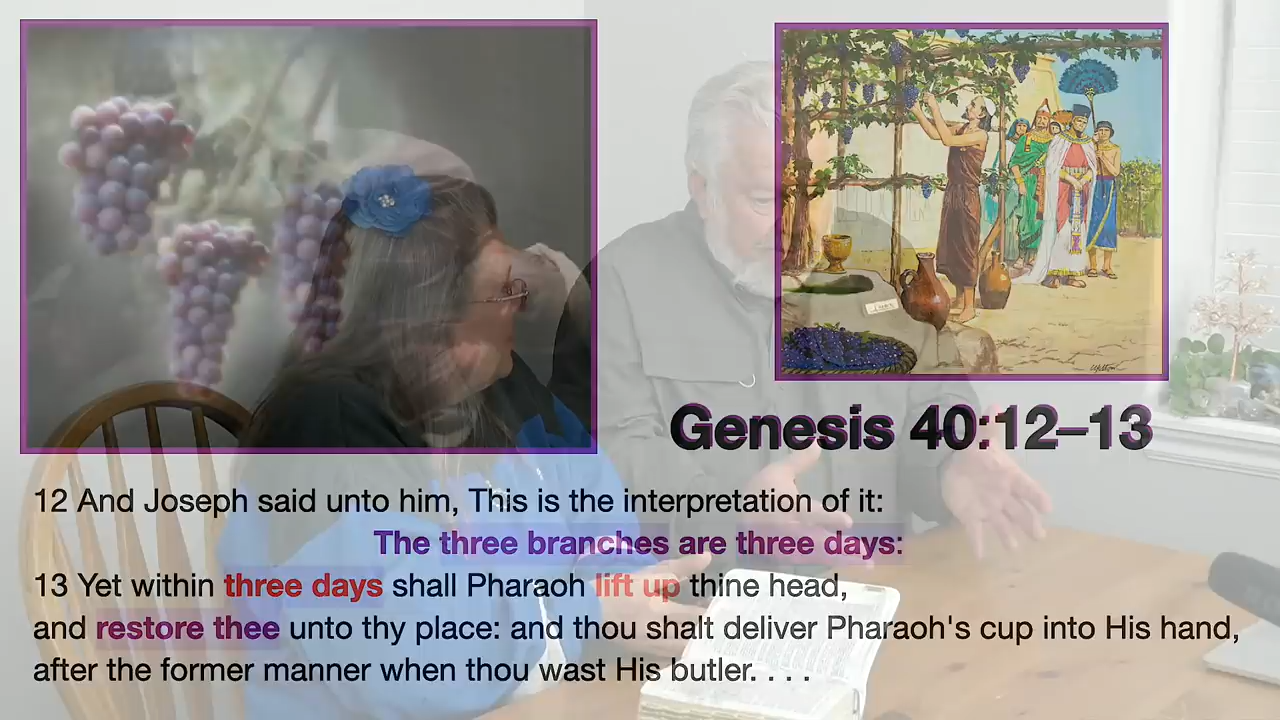 Genesis 40:12–13
12 And Joseph said unto him, This is the interpretation of it:
The three branches are three days:
13 Yet within three days shall Pharaoh lift up thine head,
and restore thee unto thy place: and thou shalt deliver Pharaoh's cup into His hand,
after the former manner when thou wast His butler. . . .